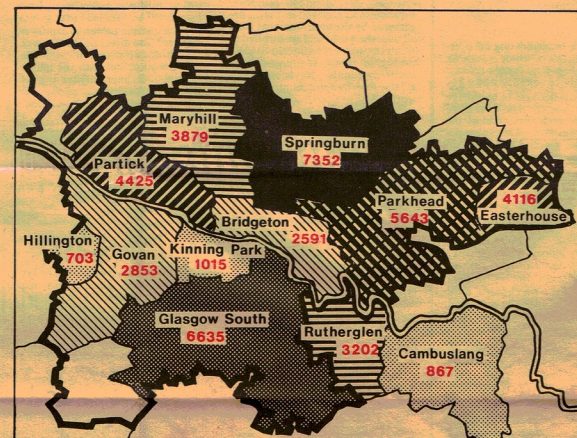 Maryhill
3879
Springburn
7352
Partick
4425
Parkhead
5643
4116
Easterhouse
Bridgeton
2591
Hillington
703
Govan
2853
Kinning Park
1015
Glasgow South
6635
Rutherglen
3202
Cambuslang
867